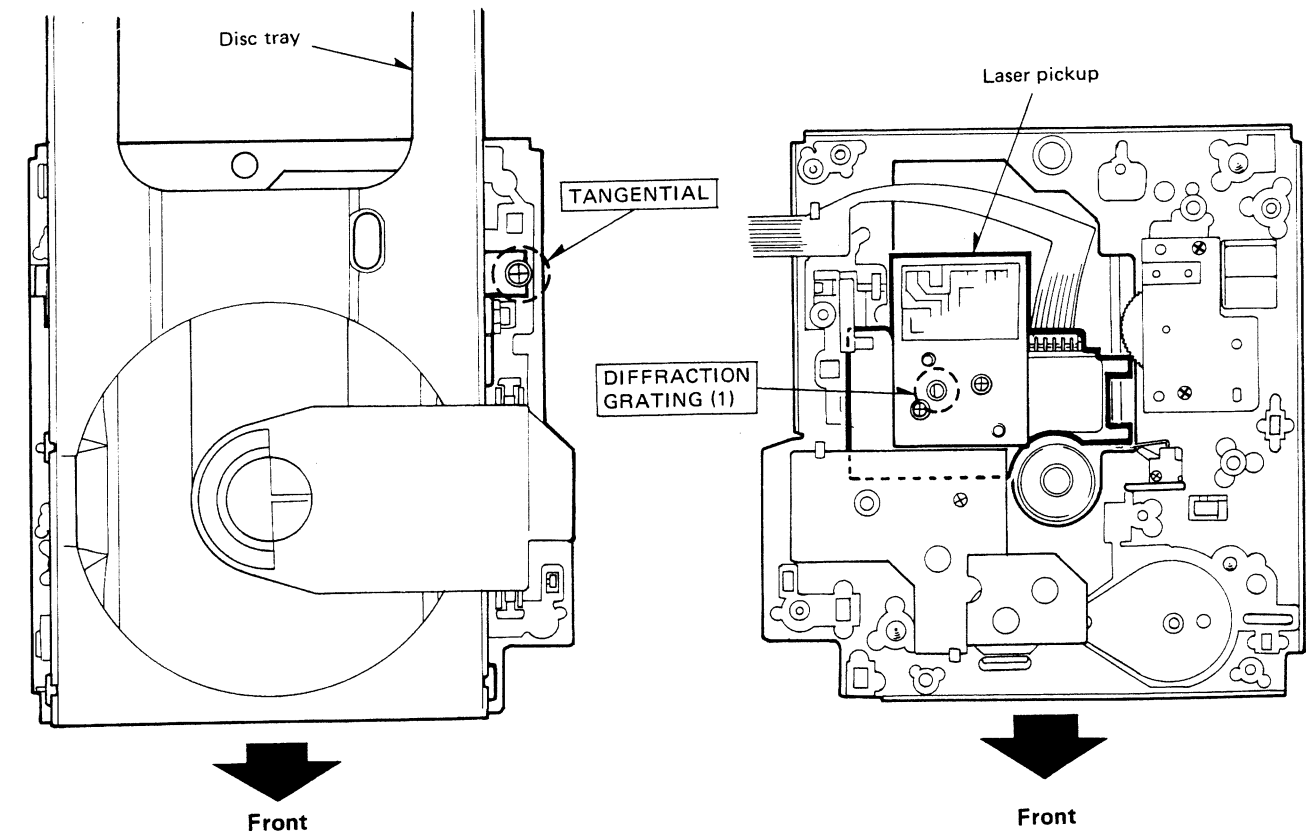 Disc tray
TANGENTIAL
Front
Laser pickup
DIFFRACTION
GRATING (1)
Front